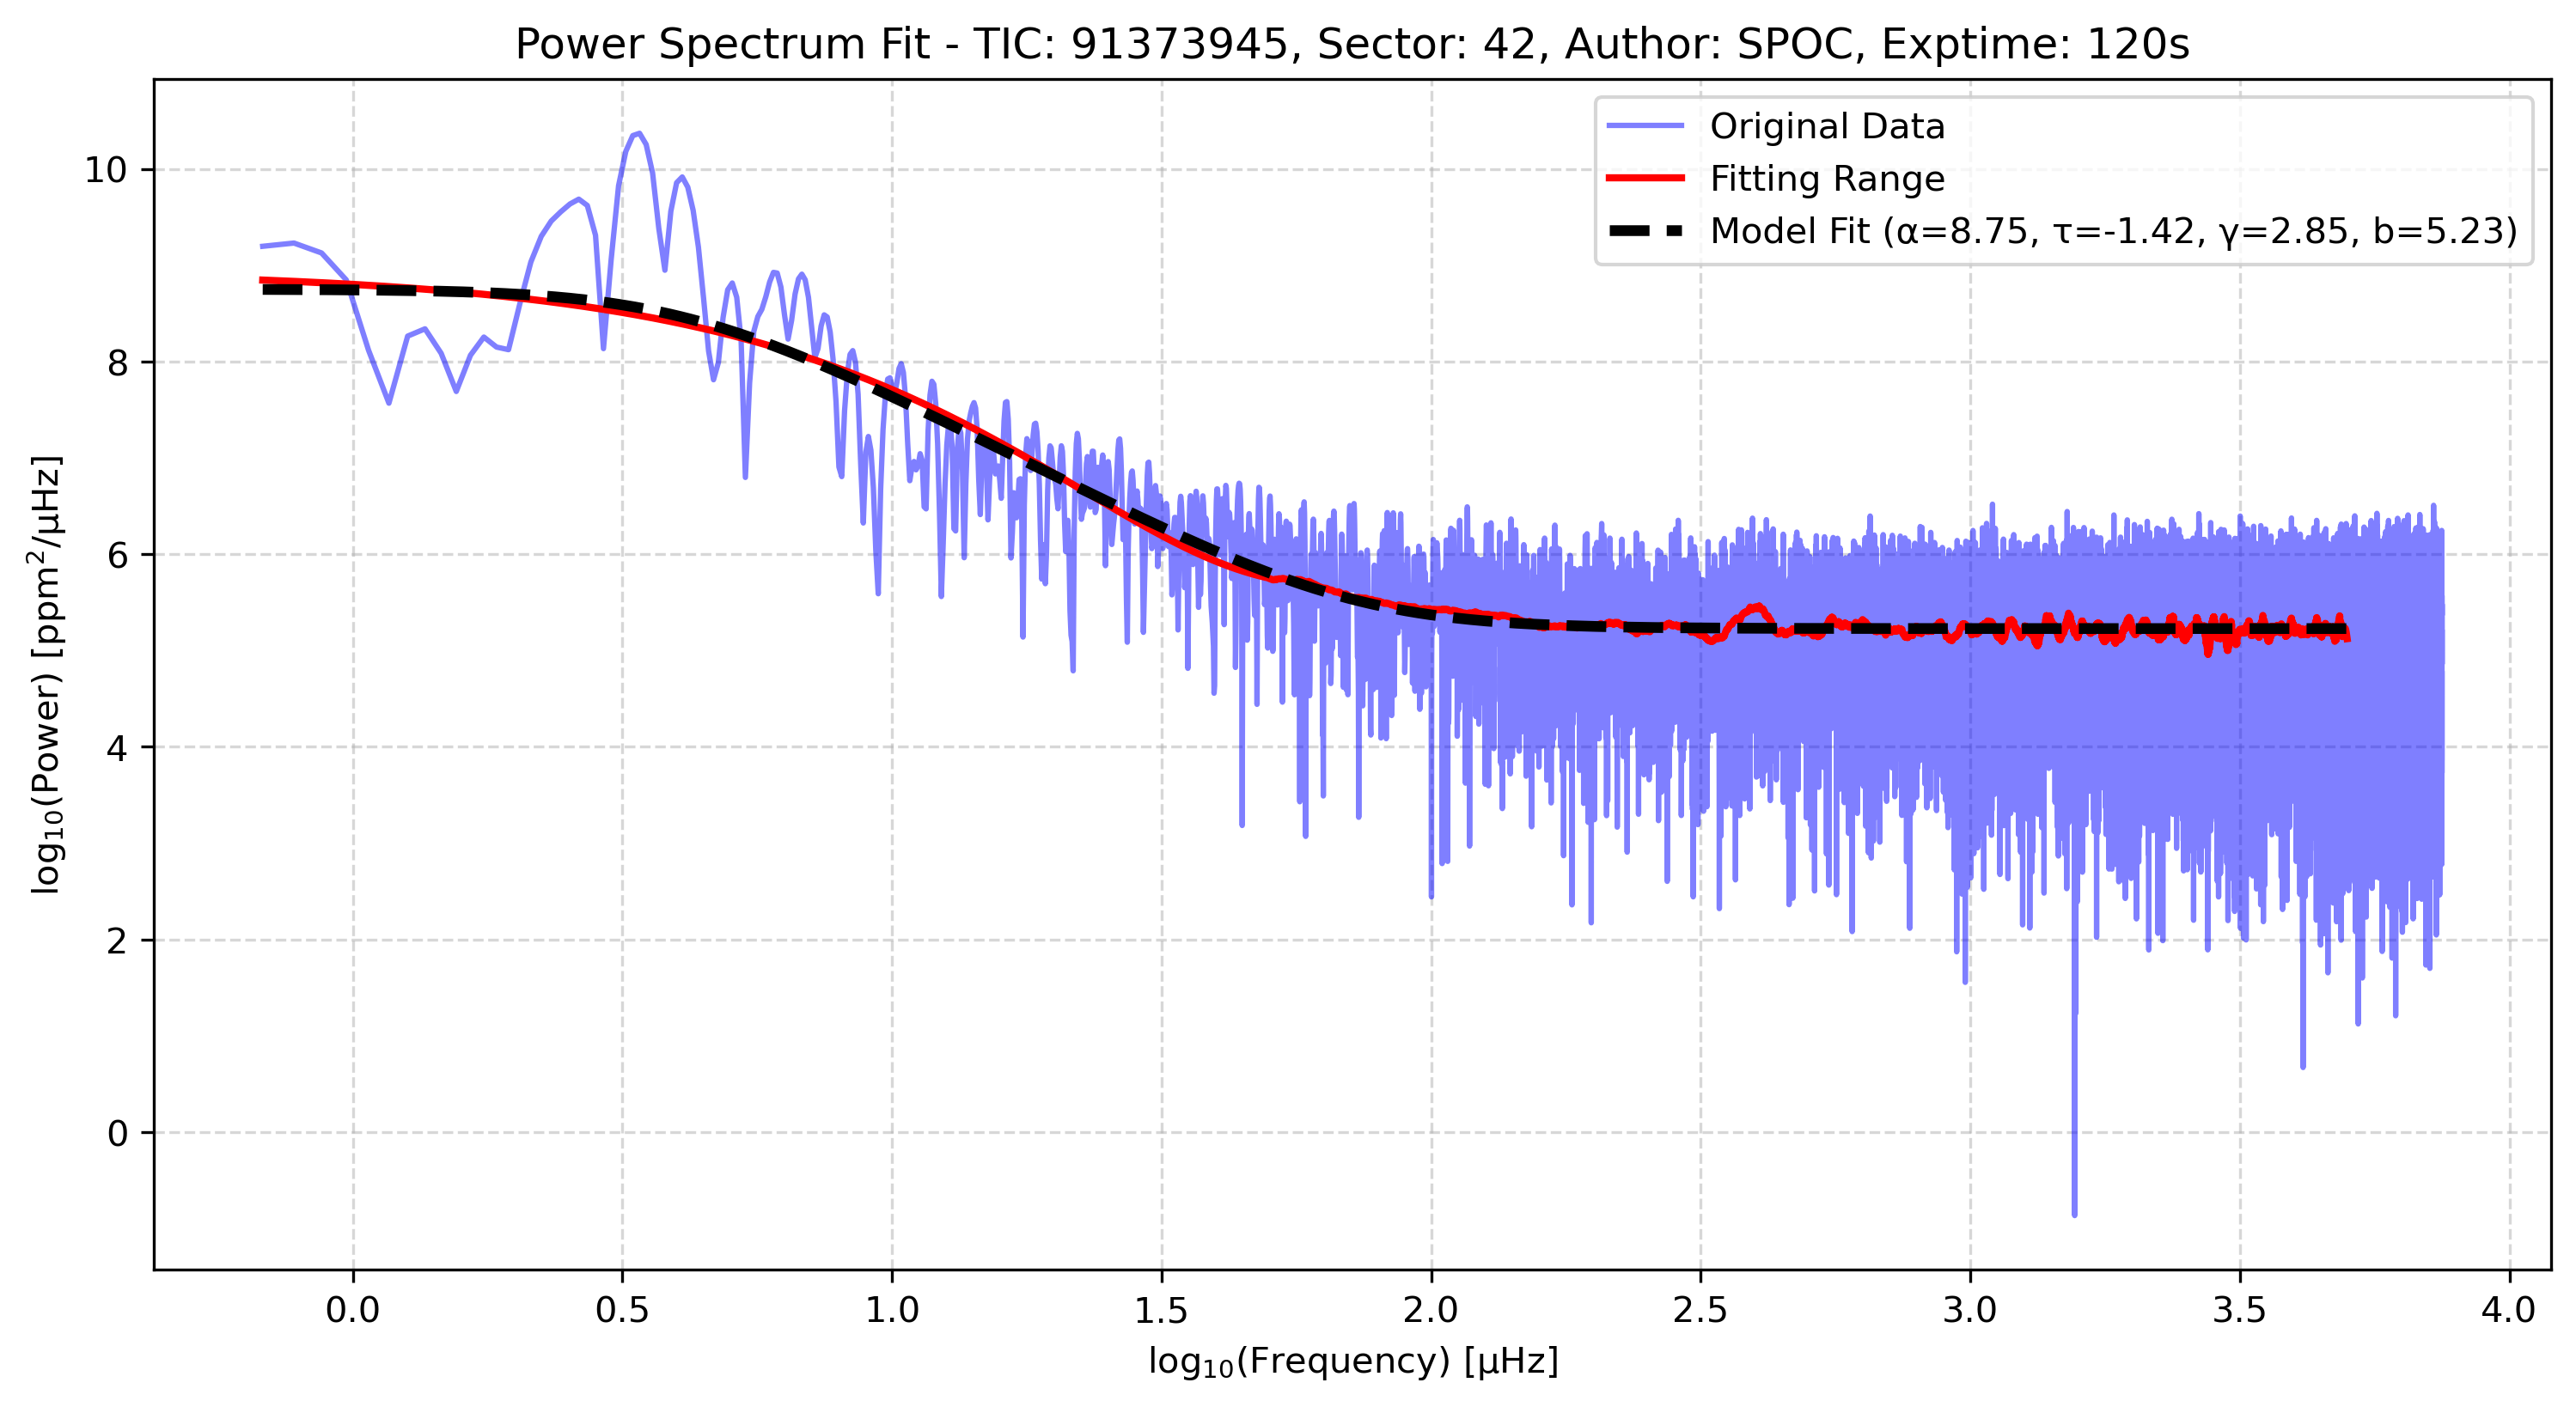 Power Spectrum Fit - TIC: 91373945, Sector: 42, Author: SPOC, Exptime: 120s
Original Data
Fitting Range
Model Fit (α=8.75, τ=-1.42, γ=2.85, b=5.23)
log₁₀(Power) [ppm²/μHz]
10
8
6
4
2
0
0.0 0.5 1.0 1.5 2.0 2.5 3.0 3.5 4.0
log₁₀(Frequency) [μHz]